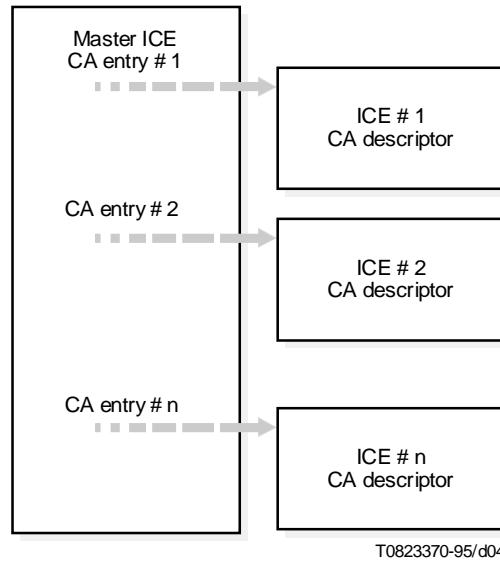 Master ICE
CA entry # 1
ICE # 1
CA descriptor
CA entry # 2
ICE # 2
CA descriptor
CA entry # n
ICE # n
CA descriptor
T0823370-95/d04